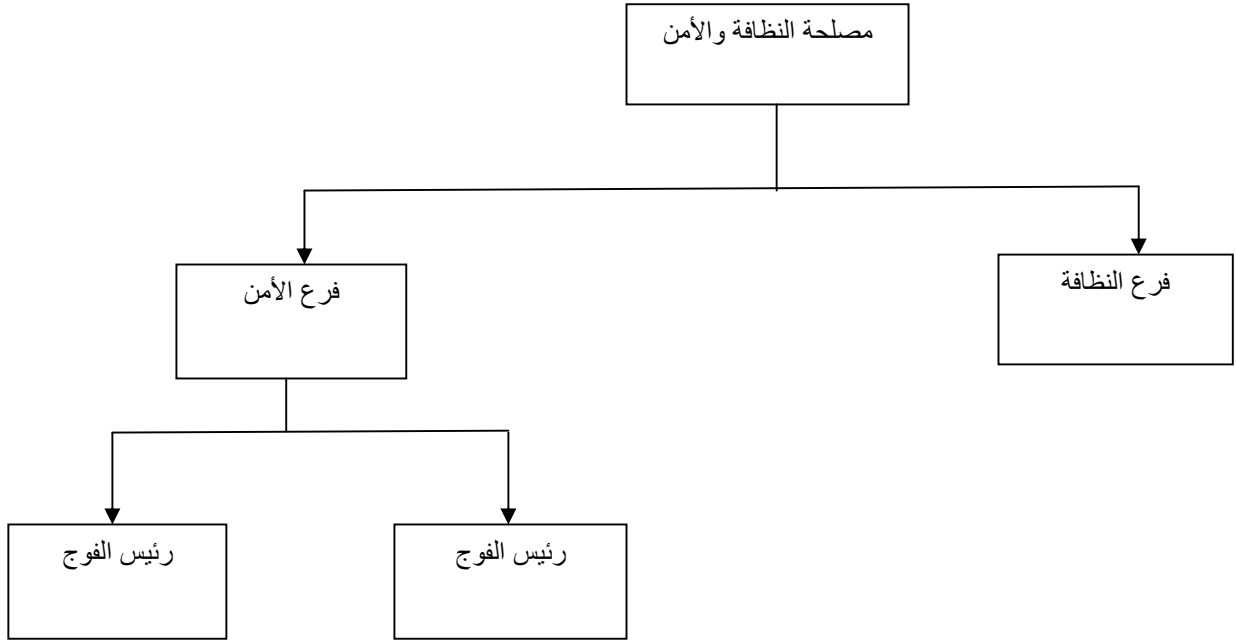 مصلحة النظافة والأمن
فرع النظافة
فرع الأمن
رئيس الفوج
رئيس الفوج